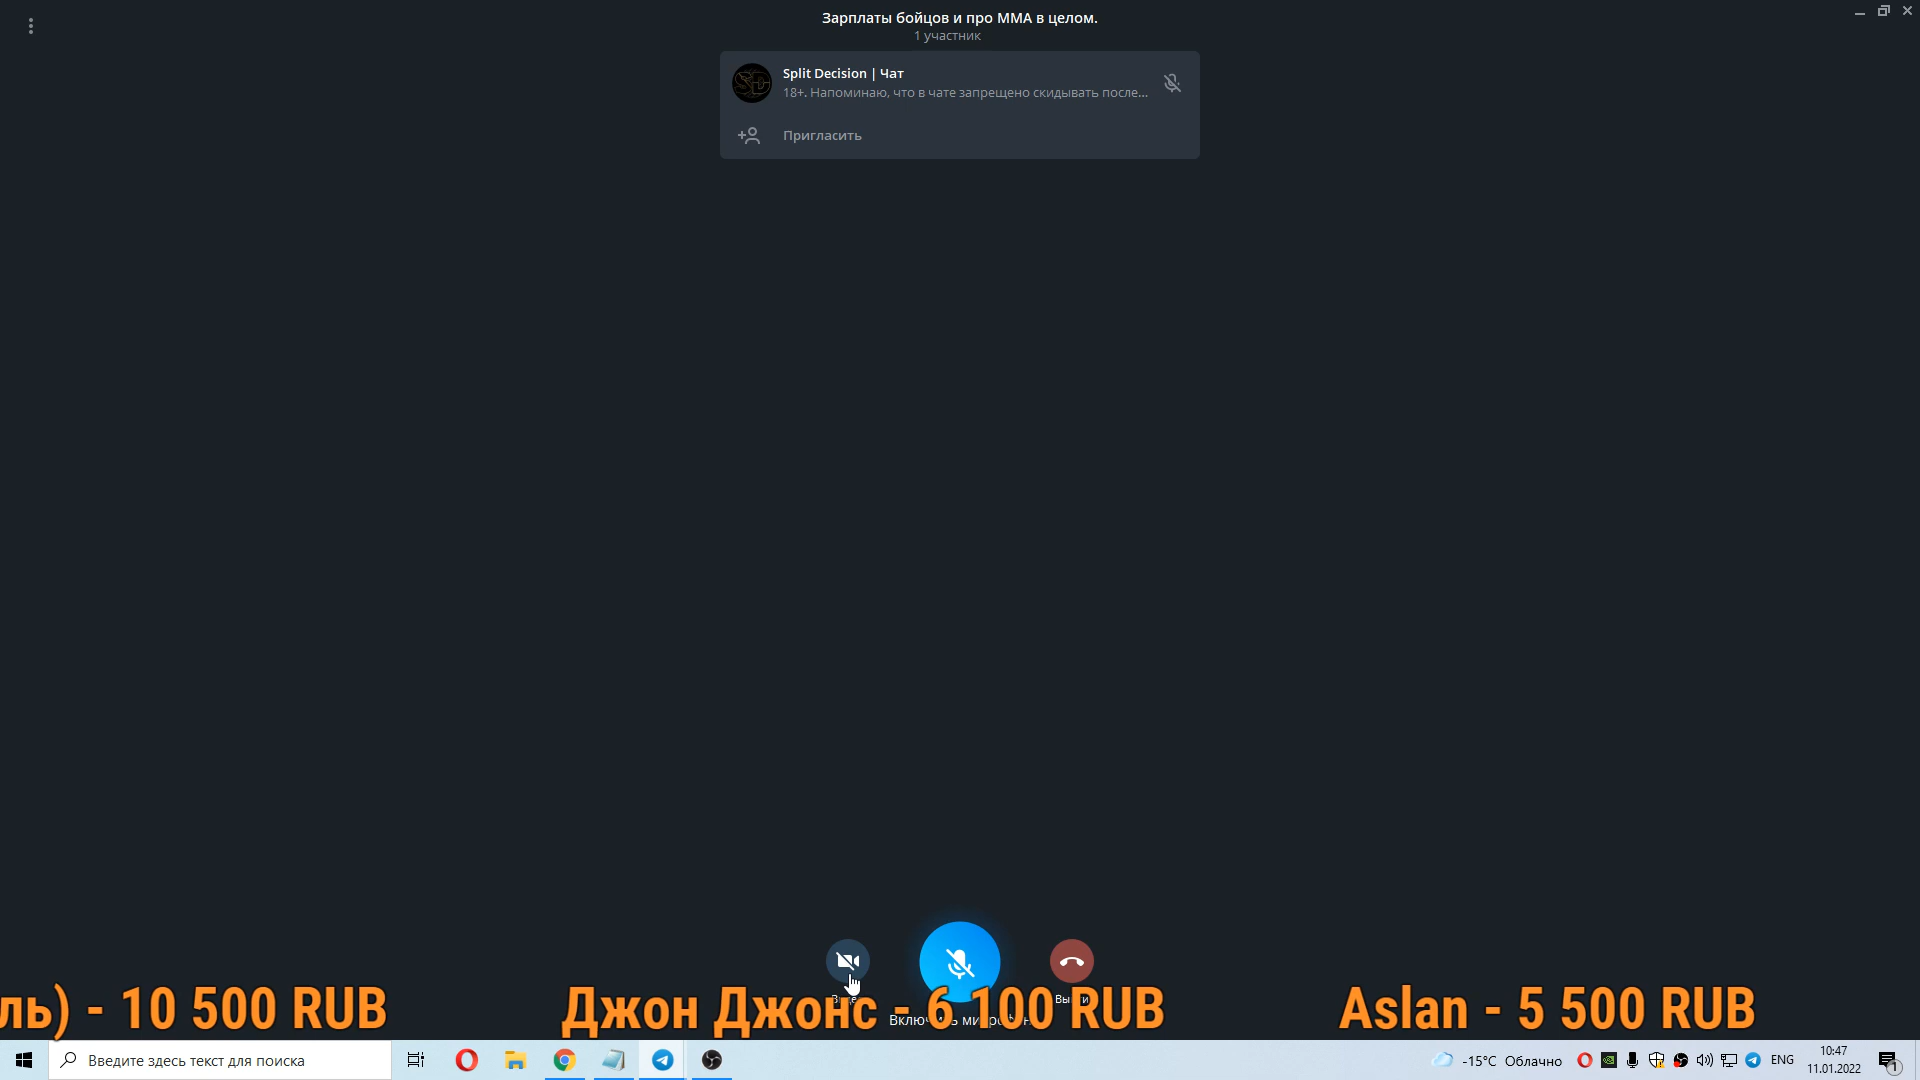 Зарплаты бойцов и про ММА в целом.
1 участник
Split Decision | Чат
18+. Напоминаю, что в чате запрещено скидывать после...
Пригласить
ль) - 10 500 RUB
Джон Джонс - 6 100 RUB
Aslan - 5 500 RUB
Введите здесь текст для поиска
-15°C Облачно
ENG
10:47
11.01.2022
1